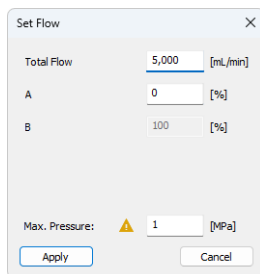 Set Flow
Total Flow 5,000 [mL/min]
A 0 [%]
B 100 [%]
Max. Pressure: 1 [MPa]
Apply Cancel